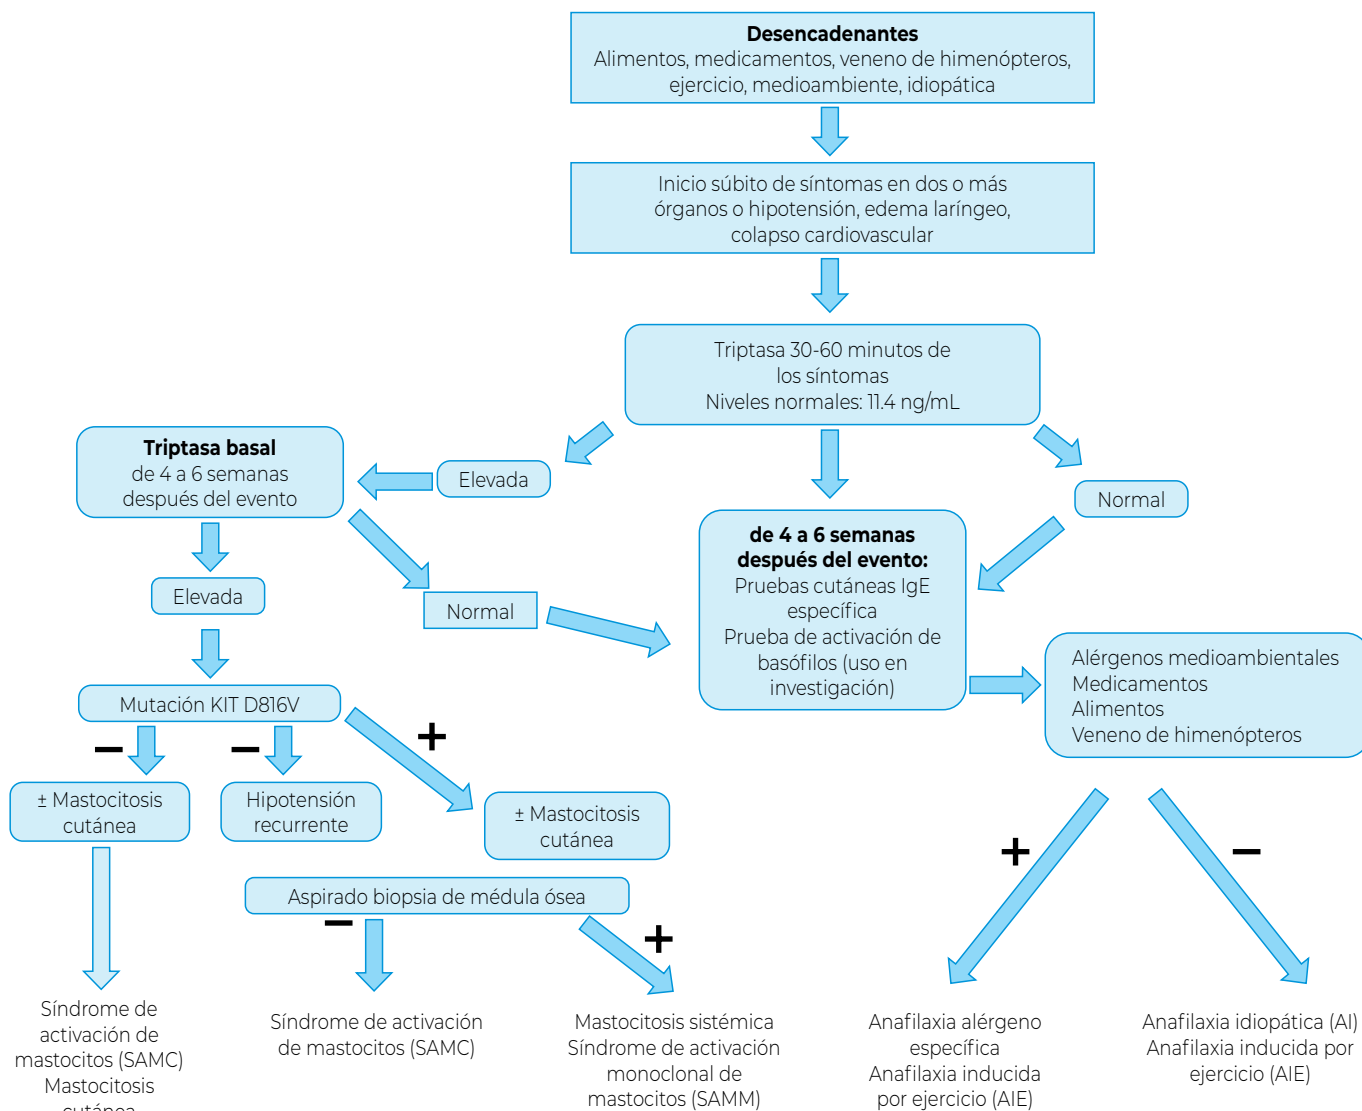 Desencadenantes
Alimentos, medicamentos, veneno de himenópteros,
ejercicio, medioambiente, idiopática
Inicio súbito de síntomas en dos o más
órganos o hipotensión, edema laríngeo,
colapso cardiovascular
Triptasa 30-60 minutos de
los síntomas
Niveles normales: 11.4 ng/mL
Triptasa basal
de 4 a 6 semanas
después del evento
Elevada
Normal
de 4 a 6 semanas
después del evento:
Pruebas cutáneas IgE
específica
Prueba de activación de
basófilos (uso en
investigación)
Elevada
Normal
Alérgenos medioambientales
Medicamentos
Alimentos
Veneno de himenópteros
Mutación KIT D816V
−
−
+
± Mastocitosis
cutánea
Hipotensión
recurrente
± Mastocitosis
cutánea
+
−
Aspirado biopsia de médula ósea
−
+
Síndrome de
activación de
mastocitos (SAMC)
Mastocitosis
cutánea
Síndrome de activación
de mastocitos (SAMC)
Mastocitosis sistémica
Síndrome de activación
monoclonal de
mastocitos (SAMM)
Anafilaxia alérgeno
específica
Anafilaxia inducida
por ejercicio (AIE)
Anafilaxia idiopática (AI)
Anafilaxia inducida por
ejercicio (AIE)